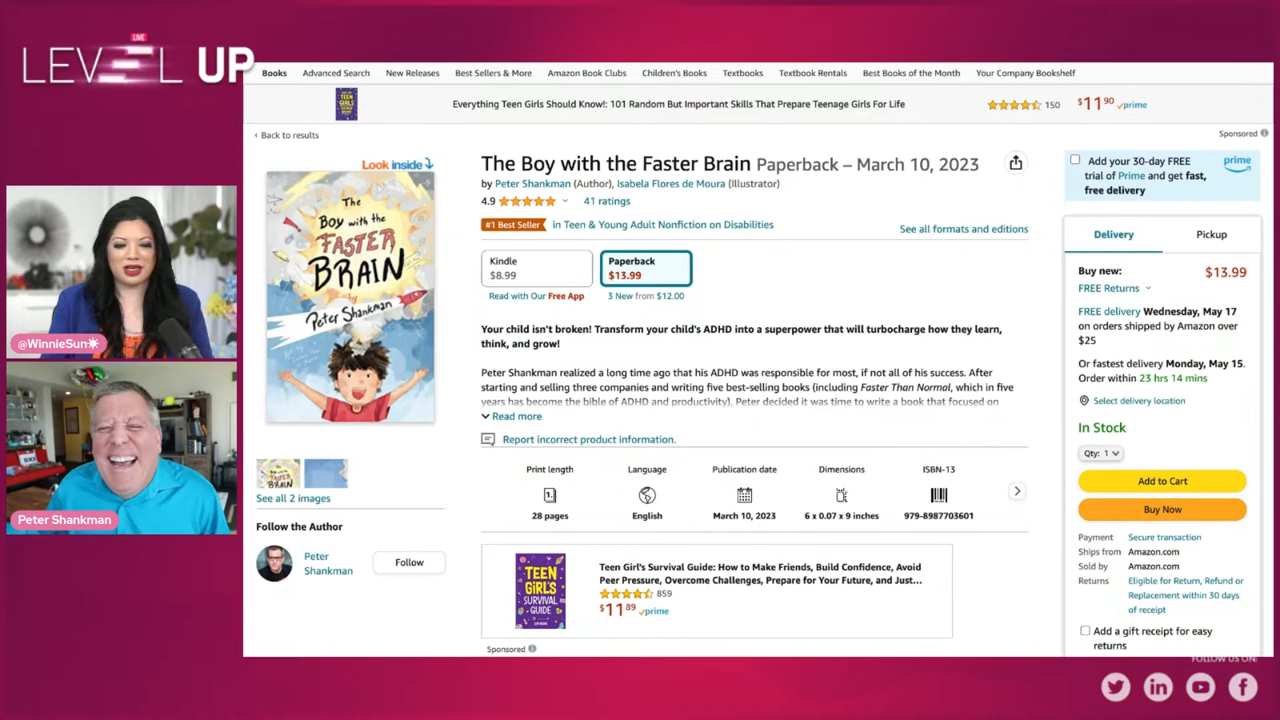 LIVE
LEVEL UP
Books Advanced Search New Releases Best Sellers & More Amazon Book Clubs Children's Books Textbooks Textbook Rentals Best Books of the Month Your Company Bookshelf
TEEN GIRLS
Everything Teen Girls Should Know!: 101 Random But Important Skills That Prepare Teenage Girls For Life
150 $11 90 prime
‹ Back to results
Sponsored
Look inside
The
Boy with the
FASTER
BRAIN
by
Peter Shankman
The Boy with the Faster Brain Paperback – March 10, 2023
by Peter Shankman (Author), Isabela Flores de Moura (Illustrator)
4.9 41 ratings
#1 Best Seller in Teen & Young Adult Nonfiction on Disabilities
See all formats and editions
Kindle
$8.99
Paperback
$13.99
Read with Our Free App
3 New from $12.00
Your child isn't broken! Transform your child's ADHD into a superpower that will turbocharge how they learn,
think, and grow!
Peter Shankman realized a long time ago that his ADHD was responsible for most, if not all of his success. After
starting and selling three companies and writing five best-selling books (including Faster Than Normal, which in five
years has become the bible of ADHD and productivity), Peter decided it was time to write a book that focused on
Read more
Report incorrect product information.
Print length
28 pages
Language
English
Publication date
March 10, 2023
Dimensions
6 x 0.07 x 9 inches
ISBN-13
979-8987703601
See all 2 images
Follow the Author
Peter
Shankman
Follow
TEEN
GIRL'S
SURVIVAL
GUIDE
Teen Girl's Survival Guide: How to Make Friends, Build Confidence, Avoid
Peer Pressure, Overcome Challenges, Prepare for Your Future, and Just...
859
$11 89 prime
Sponsored
Add your 30-day FREE
trial of Prime and get fast,
free delivery
prime
Delivery
Pickup
Buy new: $13.99
FREE Returns
FREE delivery Wednesday, May 17
on orders shipped by Amazon over
$25
Or fastest delivery Monday, May 15.
Order within 23 hrs 14 mins
Select delivery location
In Stock
Qty: 1
Add to Cart
Buy Now
Payment Secure transaction
Ships from Amazon.com
Sold by Amazon.com
Returns Eligible for Return, Refund or
Replacement within 30 days
of receipt
Add a gift receipt for easy
returns
@WinnieSun
Peter Shankman
FOLLOW US ON: